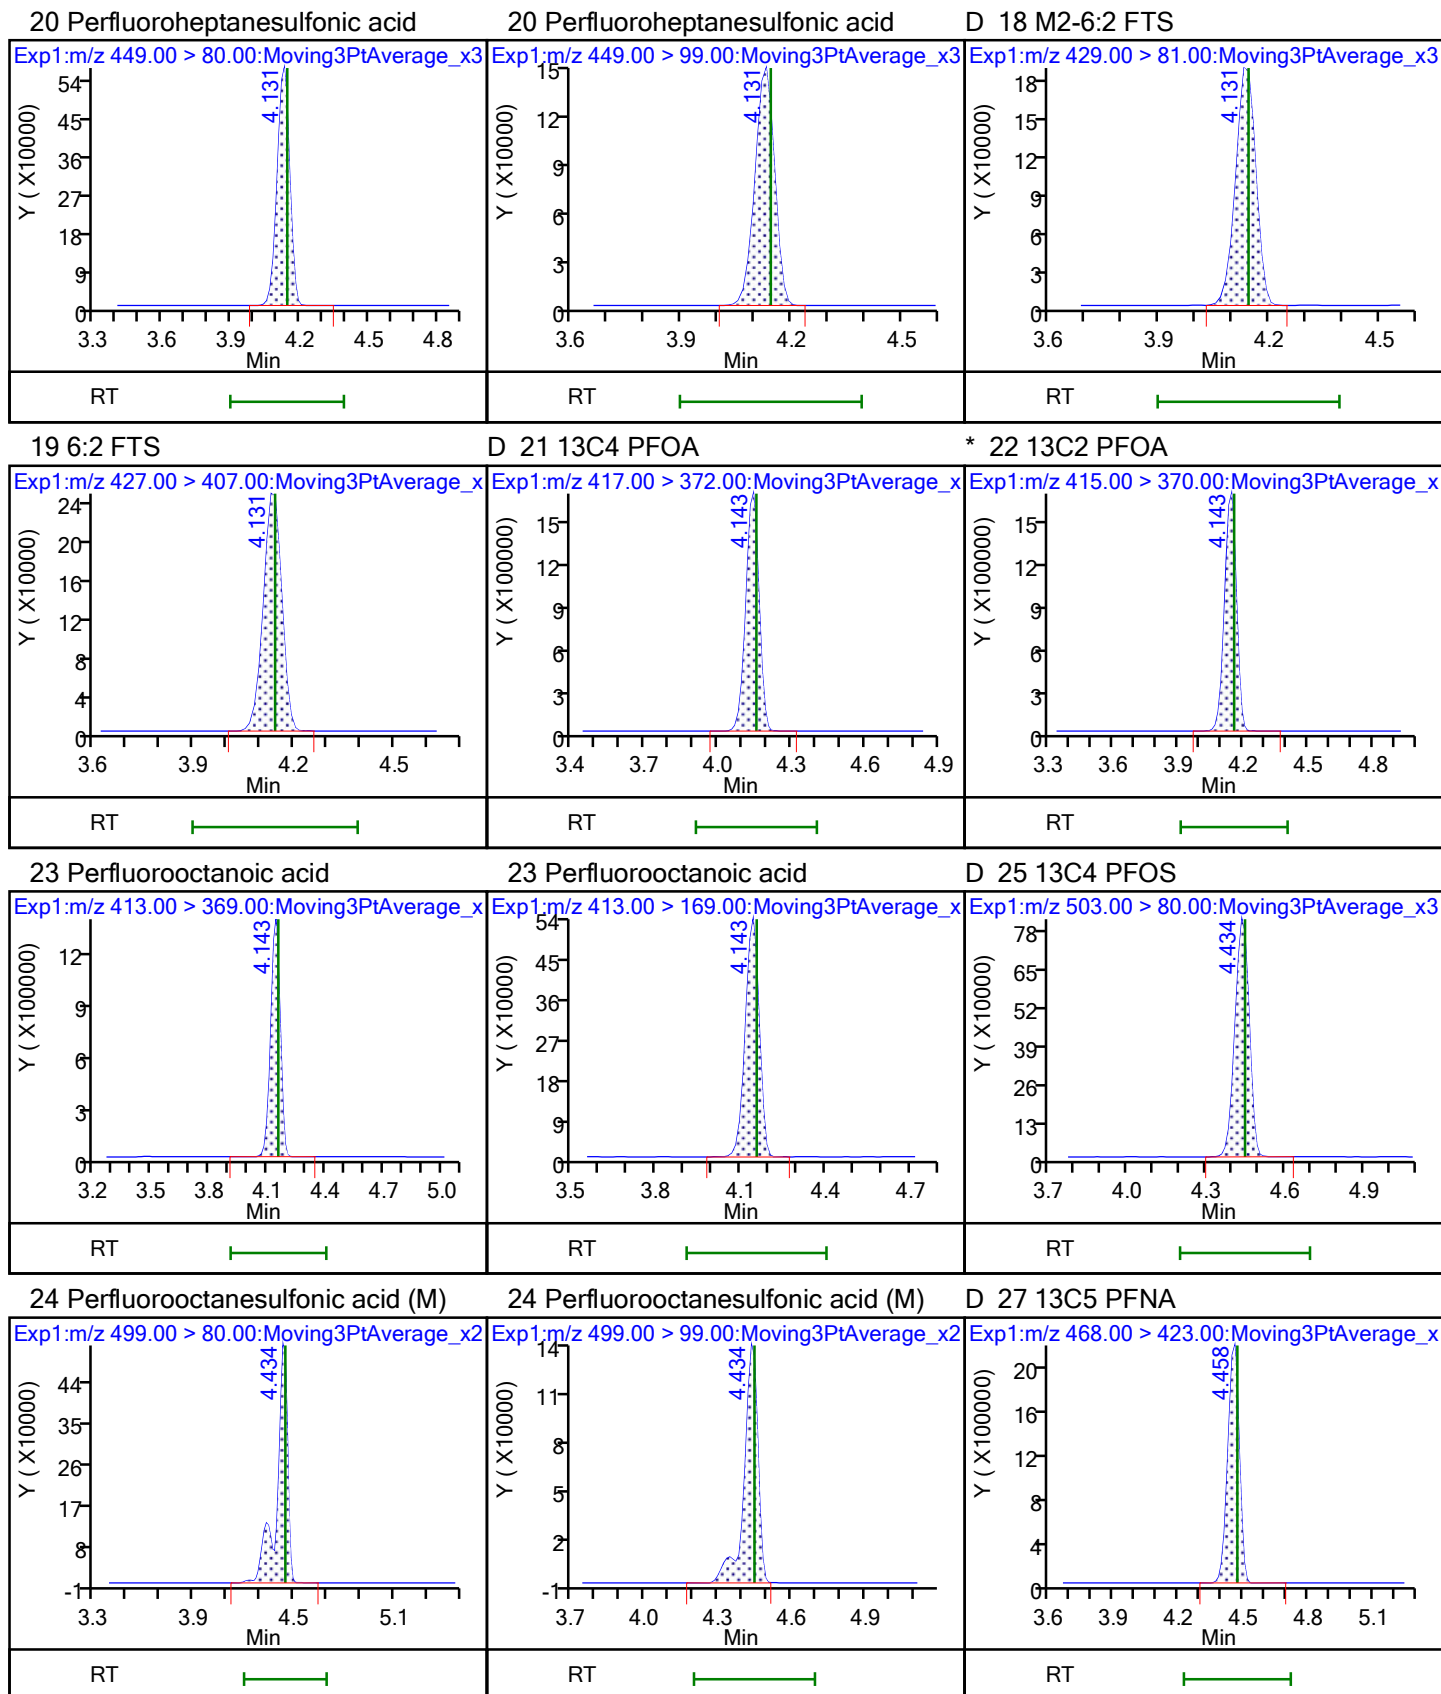 20 Perfluoroheptanesulfonic acid
Exp1:m/z 449.00 > 80.00:Moving3PtAverage_x3
4.131
Y ( X10000)
54
45
36
27
18
9
0
3.3 3.6 3.9 4.2 4.5 4.8
Min
RT
20 Perfluoroheptanesulfonic acid
Exp1:m/z 449.00 > 99.00:Moving3PtAverage_x3
4.131
Y ( X10000)
15
12
9
6
3
0
3.6 3.9 4.2 4.5
Min
RT
D 18 M2-6:2 FTS
Exp1:m/z 429.00 > 81.00:Moving3PtAverage_x3
4.131
Y ( X10000)
18
15
12
9
6
3
0
3.6 3.9 4.2 4.5
Min
RT
19 6:2 FTS
Exp1:m/z 427.00 > 407.00:Moving3PtAverage_x
4.131
Y ( X10000)
24
20
16
12
8
4
0
3.6 3.9 4.2 4.5
Min
RT
D 21 13C4 PFOA
Exp1:m/z 417.00 > 372.00:Moving3PtAverage_x
4.143
Y ( X100000)
15
12
9
6
3
0
3.4 3.7 4.0 4.3 4.6 4.9
Min
RT
* 22 13C2 PFOA
Exp1:m/z 415.00 > 370.00:Moving3PtAverage_x
4.143
Y ( X100000)
15
12
9
6
3
0
3.3 3.6 3.9 4.2 4.5 4.8
Min
RT
23 Perfluorooctanoic acid
Exp1:m/z 413.00 > 369.00:Moving3PtAverage_x
4.143
Y ( X100000)
12
9
6
3
0
3.2 3.5 3.8 4.1 4.4 4.7 5.0
Min
RT
23 Perfluorooctanoic acid
Exp1:m/z 413.00 > 169.00:Moving3PtAverage_x
4.143
Y ( X10000)
54
45
36
27
18
9
0
3.5 3.8 4.1 4.4 4.7
Min
RT
D 25 13C4 PFOS
Exp1:m/z 503.00 > 80.00:Moving3PtAverage_x3
4.434
Y ( X10000)
78
65
52
39
26
13
0
3.7 4.0 4.3 4.6 4.9
Min
RT
24 Perfluorooctanesulfonic acid (M)
Exp1:m/z 499.00 > 80.00:Moving3PtAverage_x2
4.434
Y ( X10000)
44
35
26
17
8
-1
3.3 3.9 4.5 5.1
Min
RT
24 Perfluorooctanesulfonic acid (M)
Exp1:m/z 499.00 > 99.00:Moving3PtAverage_x2
4.434
Y ( X10000)
14
11
8
5
2
-1
3.7 4.0 4.3 4.6 4.9
Min
RT
D 27 13C5 PFNA
Exp1:m/z 468.00 > 423.00:Moving3PtAverage_x
4.458
Y ( X100000)
20
16
12
8
4
0
3.6 3.9 4.2 4.5 4.8 5.1
Min
RT